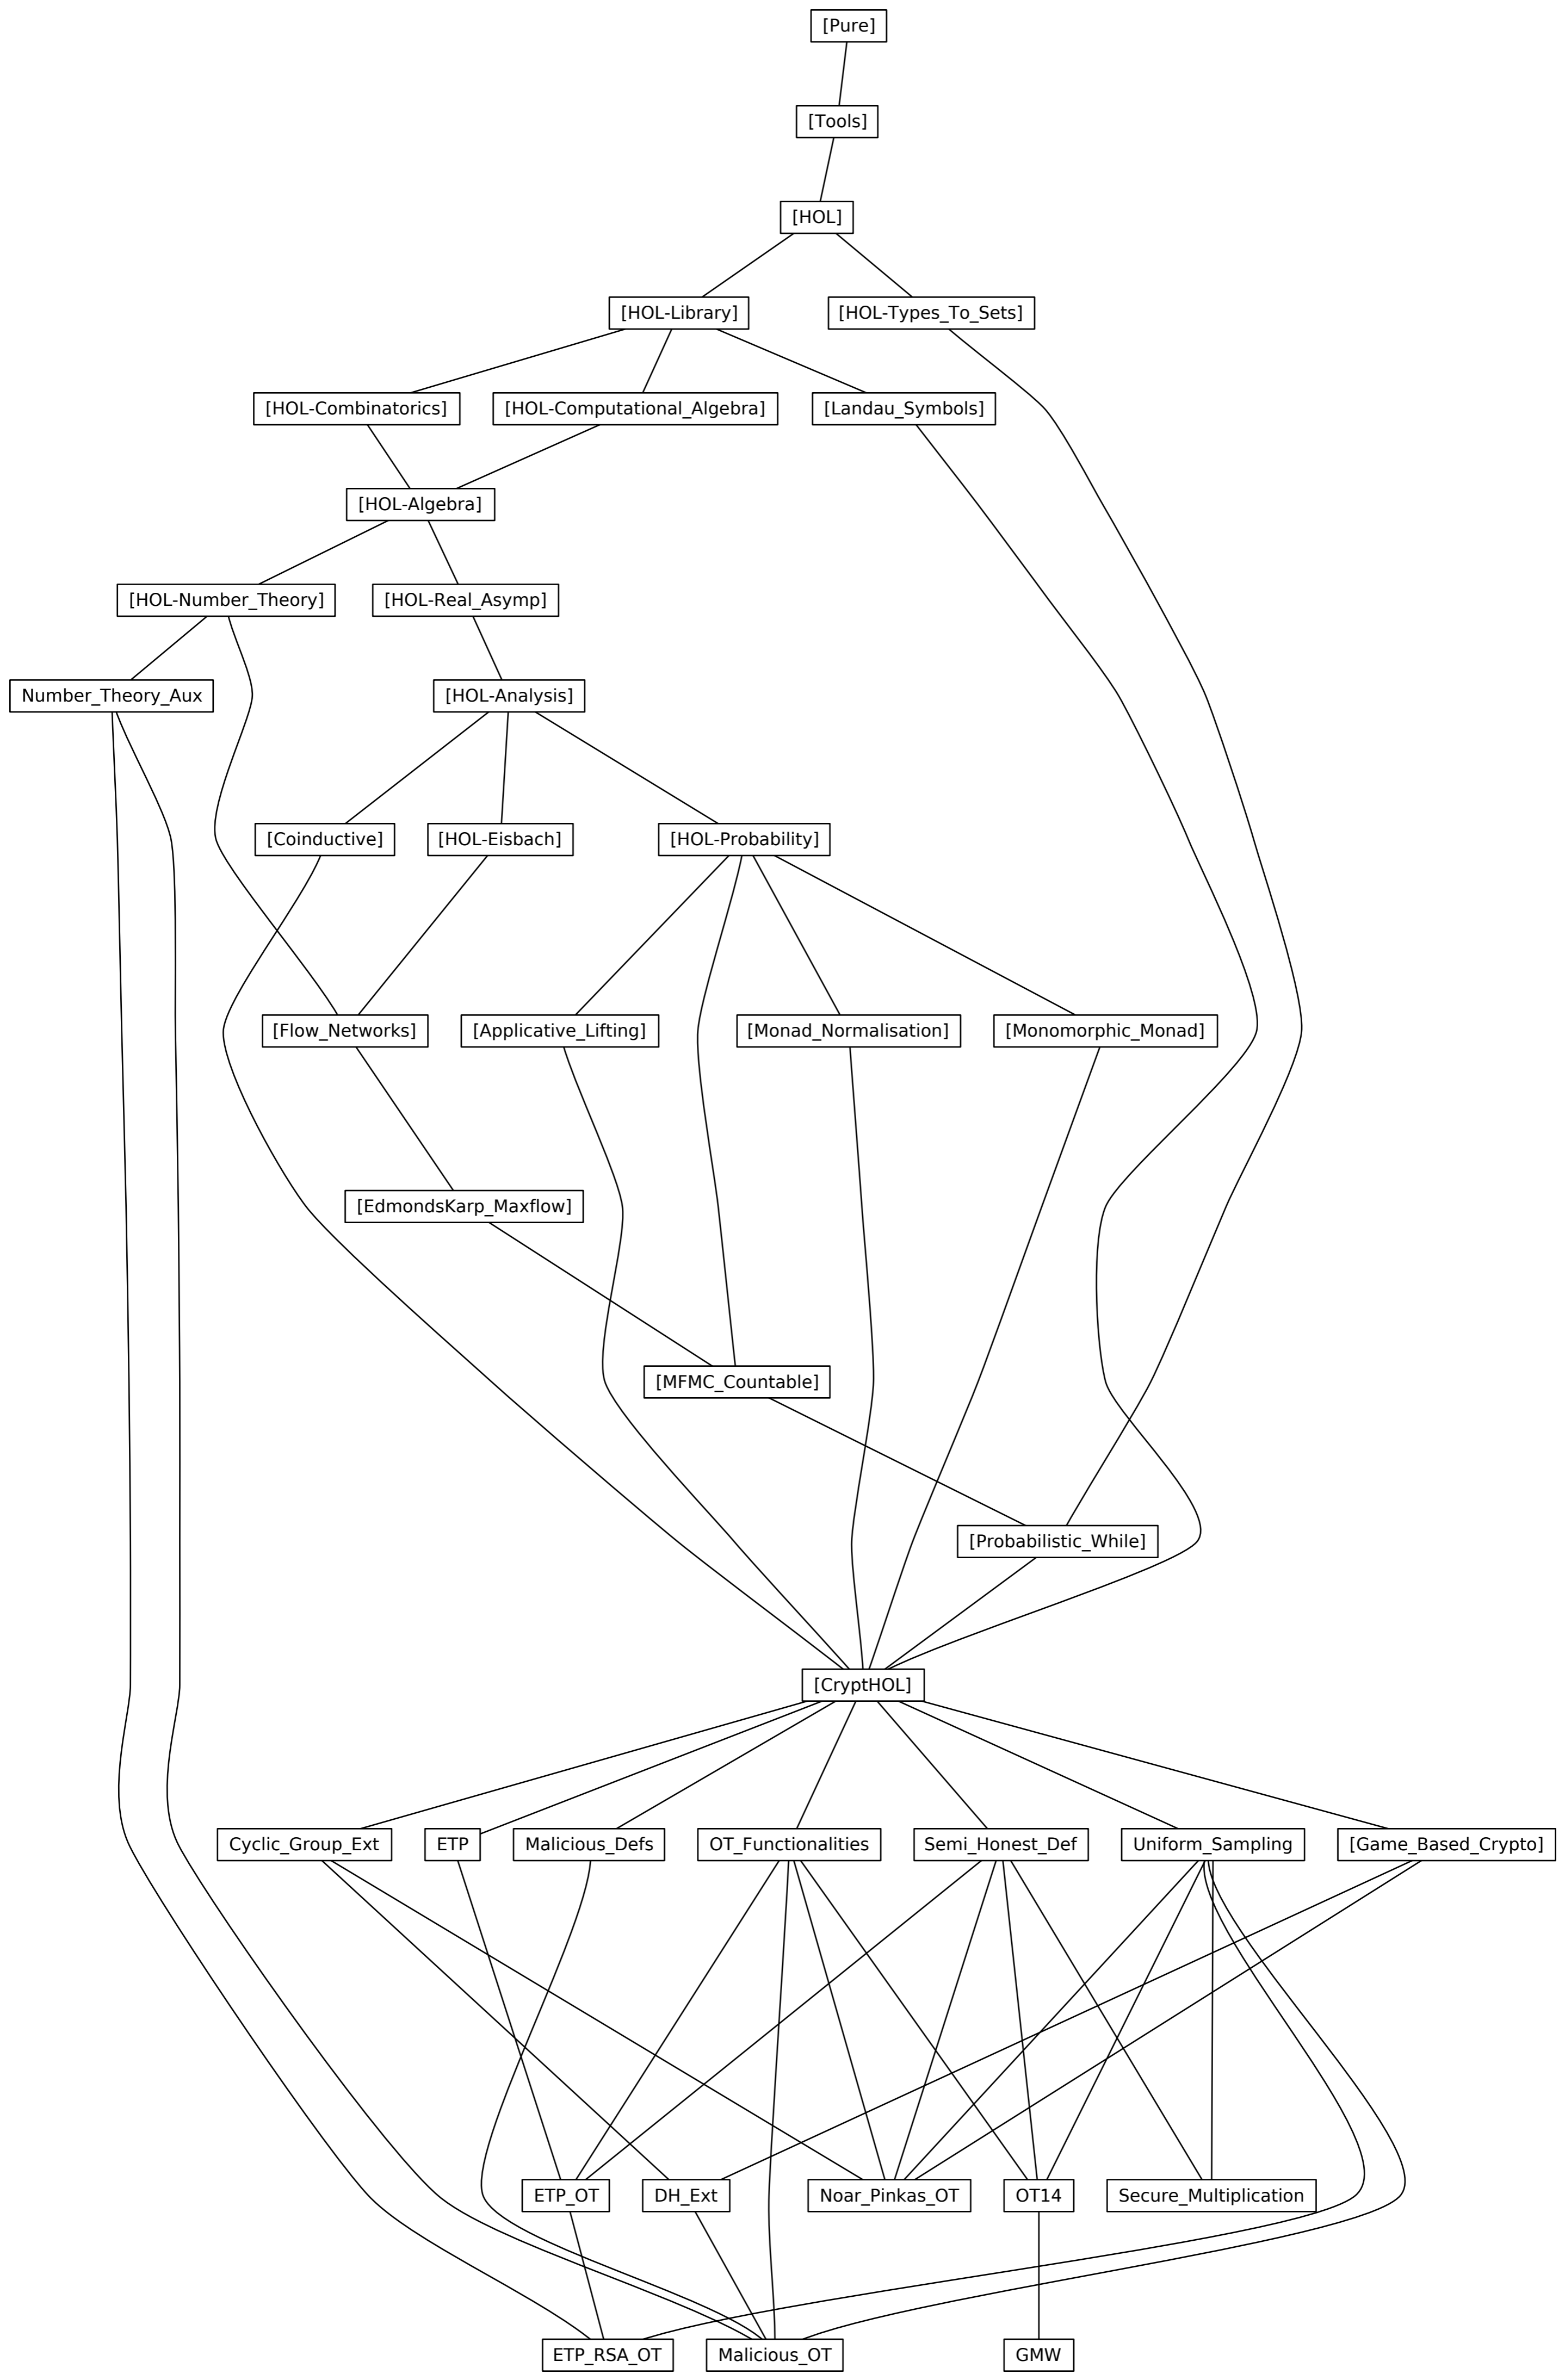 [Pure]
[Tools]
[HOL]
[HOL-Library]
[HOL-Types_To_Sets]
[HOL-Combinatorics]
[HOL-Computational_Algebra]
[Landau_Symbols]
[HOL-Algebra]
[HOL-Number_Theory]
[HOL-Real_Asymp]
Number_Theory_Aux
[HOL-Analysis]
[Coinductive]
[HOL-Eisbach]
[HOL-Probability]
[Flow_Networks]
[Applicative_Lifting]
[Monad_Normalisation]
[Monomorphic_Monad]
[EdmondsKarp_Maxflow]
[MFMC_Countable]
[Probabilistic_While]
[CryptHOL]
Cyclic_Group_Ext
ETP
Malicious_Defs
OT_Functionalities
Semi_Honest_Def
Uniform_Sampling
[Game_Based_Crypto]
ETP_OT
DH_Ext
Noar_Pinkas_OT
OT14
Secure_Multiplication
ETP_RSA_OT
Malicious_OT
GMW